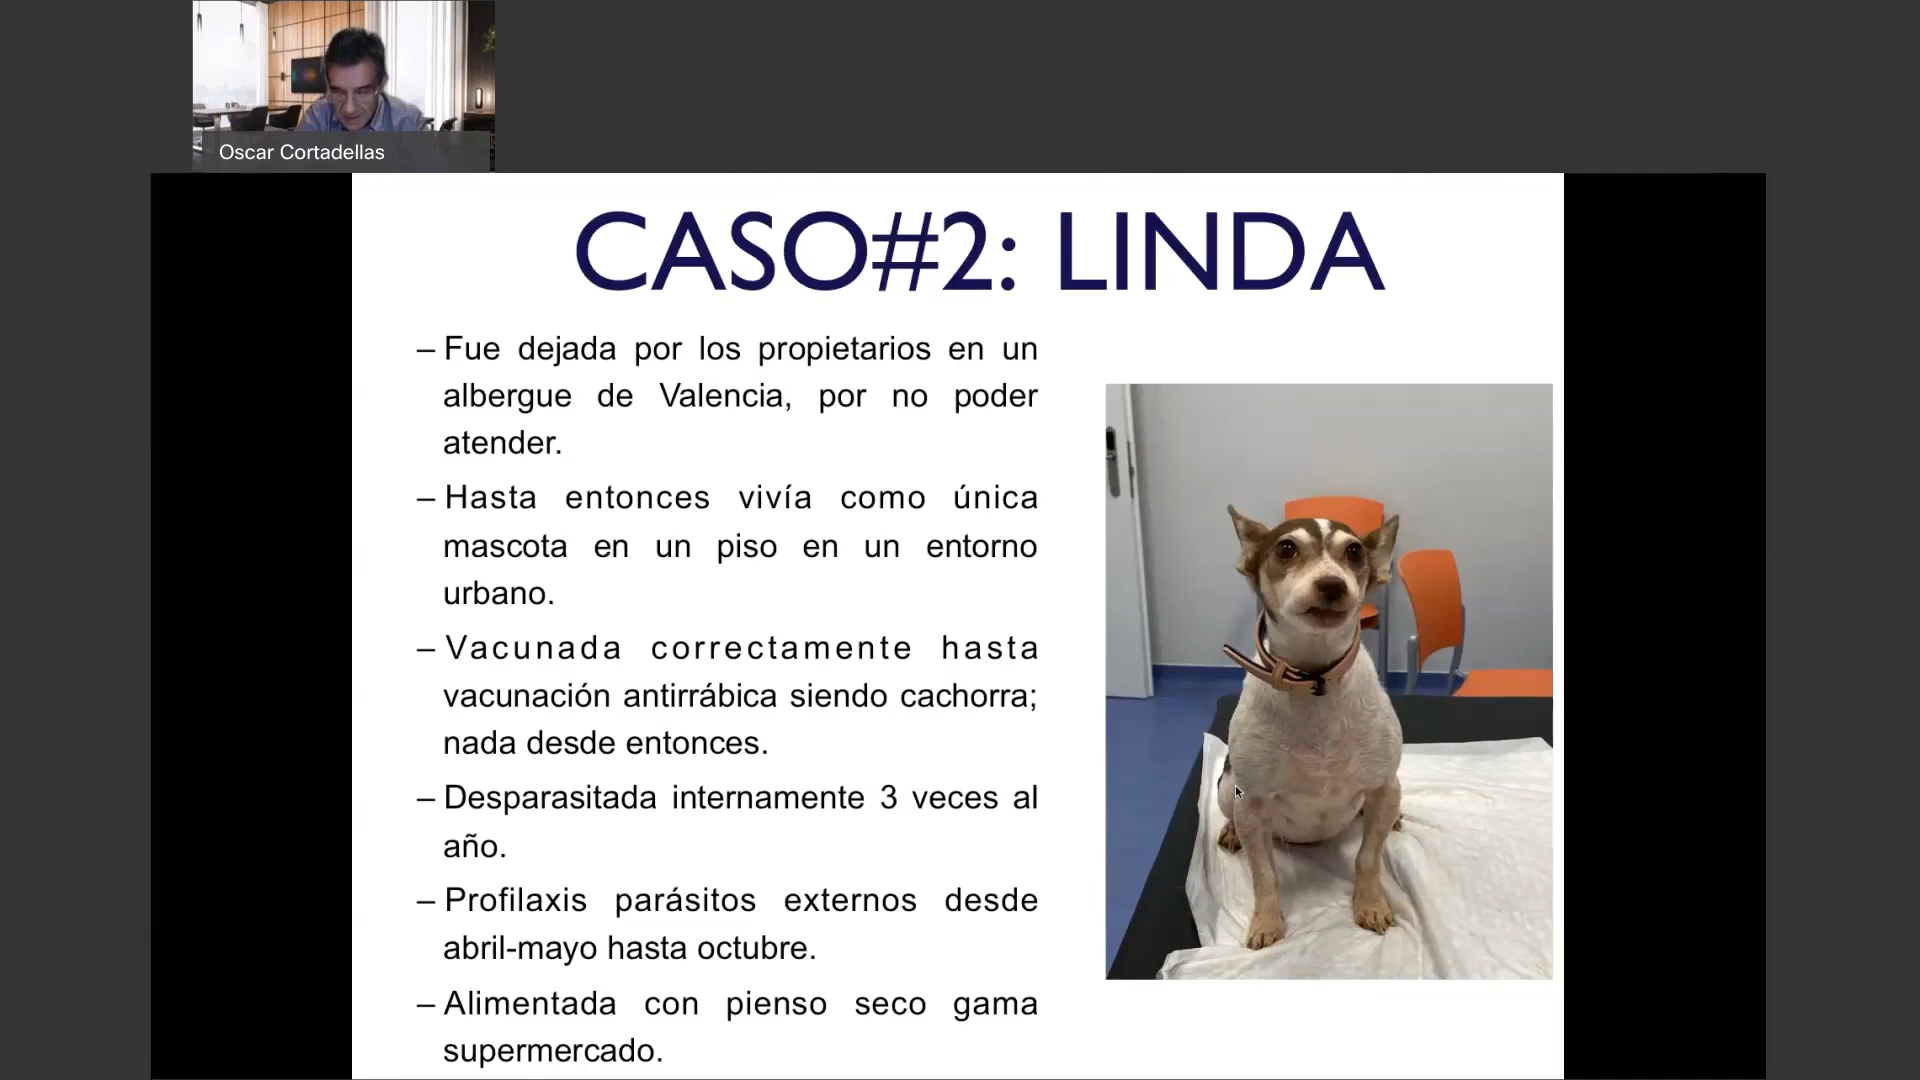 Oscar Cortadellas
CASO#2: LINDA
– Fue dejada por los propietarios en un
albergue de Valencia, por no poder
atender.
– Hasta entonces vivía como única
mascota en un piso en un entorno
urbano.
– Vacunada correctamente hasta
vacunación antirrábica siendo cachorra;
nada desde entonces.
– Desparasitada internamente 3 veces al
año.
– Profilaxis parásitos externos desde
abril-mayo hasta octubre.
– Alimentada con pienso seco gama
supermercado.